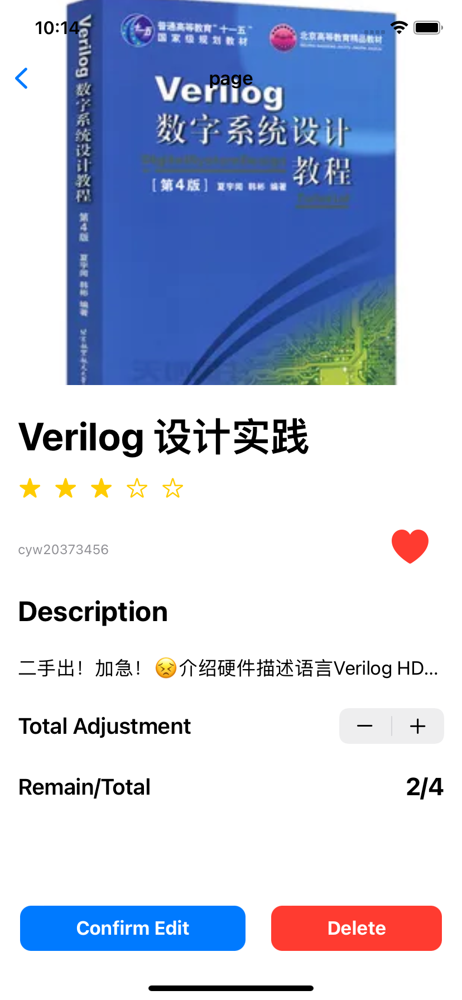 10:14
普通高等教育“十一五”
国家级规划教材
北京高等教育精品教材
page
Verilog
数字系统设计
教程
[第4版] 夏宇闻 韩彬 编著
Verilog 数字系统设计教程 第4版 夏宇闻 韩彬 编著
Verilog 设计实践
cyw20373456
Description
二手出！加急！😣介绍硬件描述语言Verilog HD...
Total Adjustment
Remain/Total
2/4
Confirm Edit
Delete